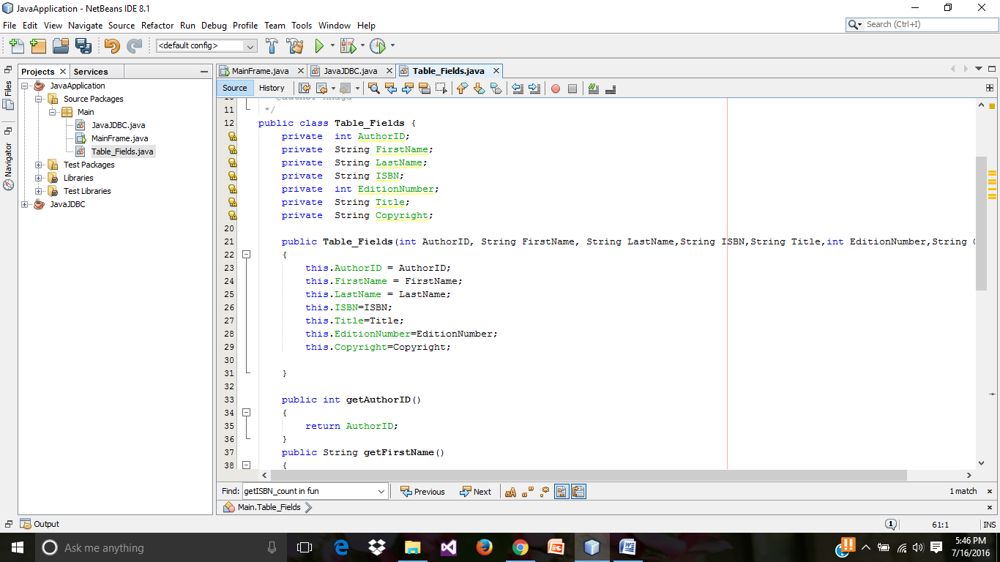 JavaApplication - NetBeans IDE 8.1
File Edit View Navigate Source Refactor Run Debug Profile Team Tools Window Help
Search (Ctrl+I)
<default config>
Projects Services
Files
Navigator
JavaApplication
Source Packages
Main
JavaJDBC.java
MainFrame.java
Table_Fields.java
Test Packages
Libraries
Test Libraries
JavaJDBC
MainFrame.java JavaJDBC.java Table_Fields.java
Source History
11 */
12 public class Table_Fields {
private int AuthorID;
private String FirstName;
private String LastName;
private String ISBN;
private int EditionNumber;
private String Title;
private String Copyright;
20
21 public Table_Fields(int AuthorID, String FirstName, String LastName,String ISBN,String Title,int EditionNumber,String
22 {
23 this.AuthorID = AuthorID;
24 this.FirstName = FirstName;
25 this.LastName = LastName;
26 this.ISBN=ISBN;
27 this.Title=Title;
28 this.EditionNumber=EditionNumber;
29 this.Copyright=Copyright;
30
31 }
32
33 public int getAuthorID()
34 {
35 return AuthorID;
36 }
37 public String getFirstName()
38 {
Find: getISBN_count in fun Previous Next 1 match
Main.Table_Fields
Output 1 61:1 INS
Ask me anything
5:46 PM
7/16/2016